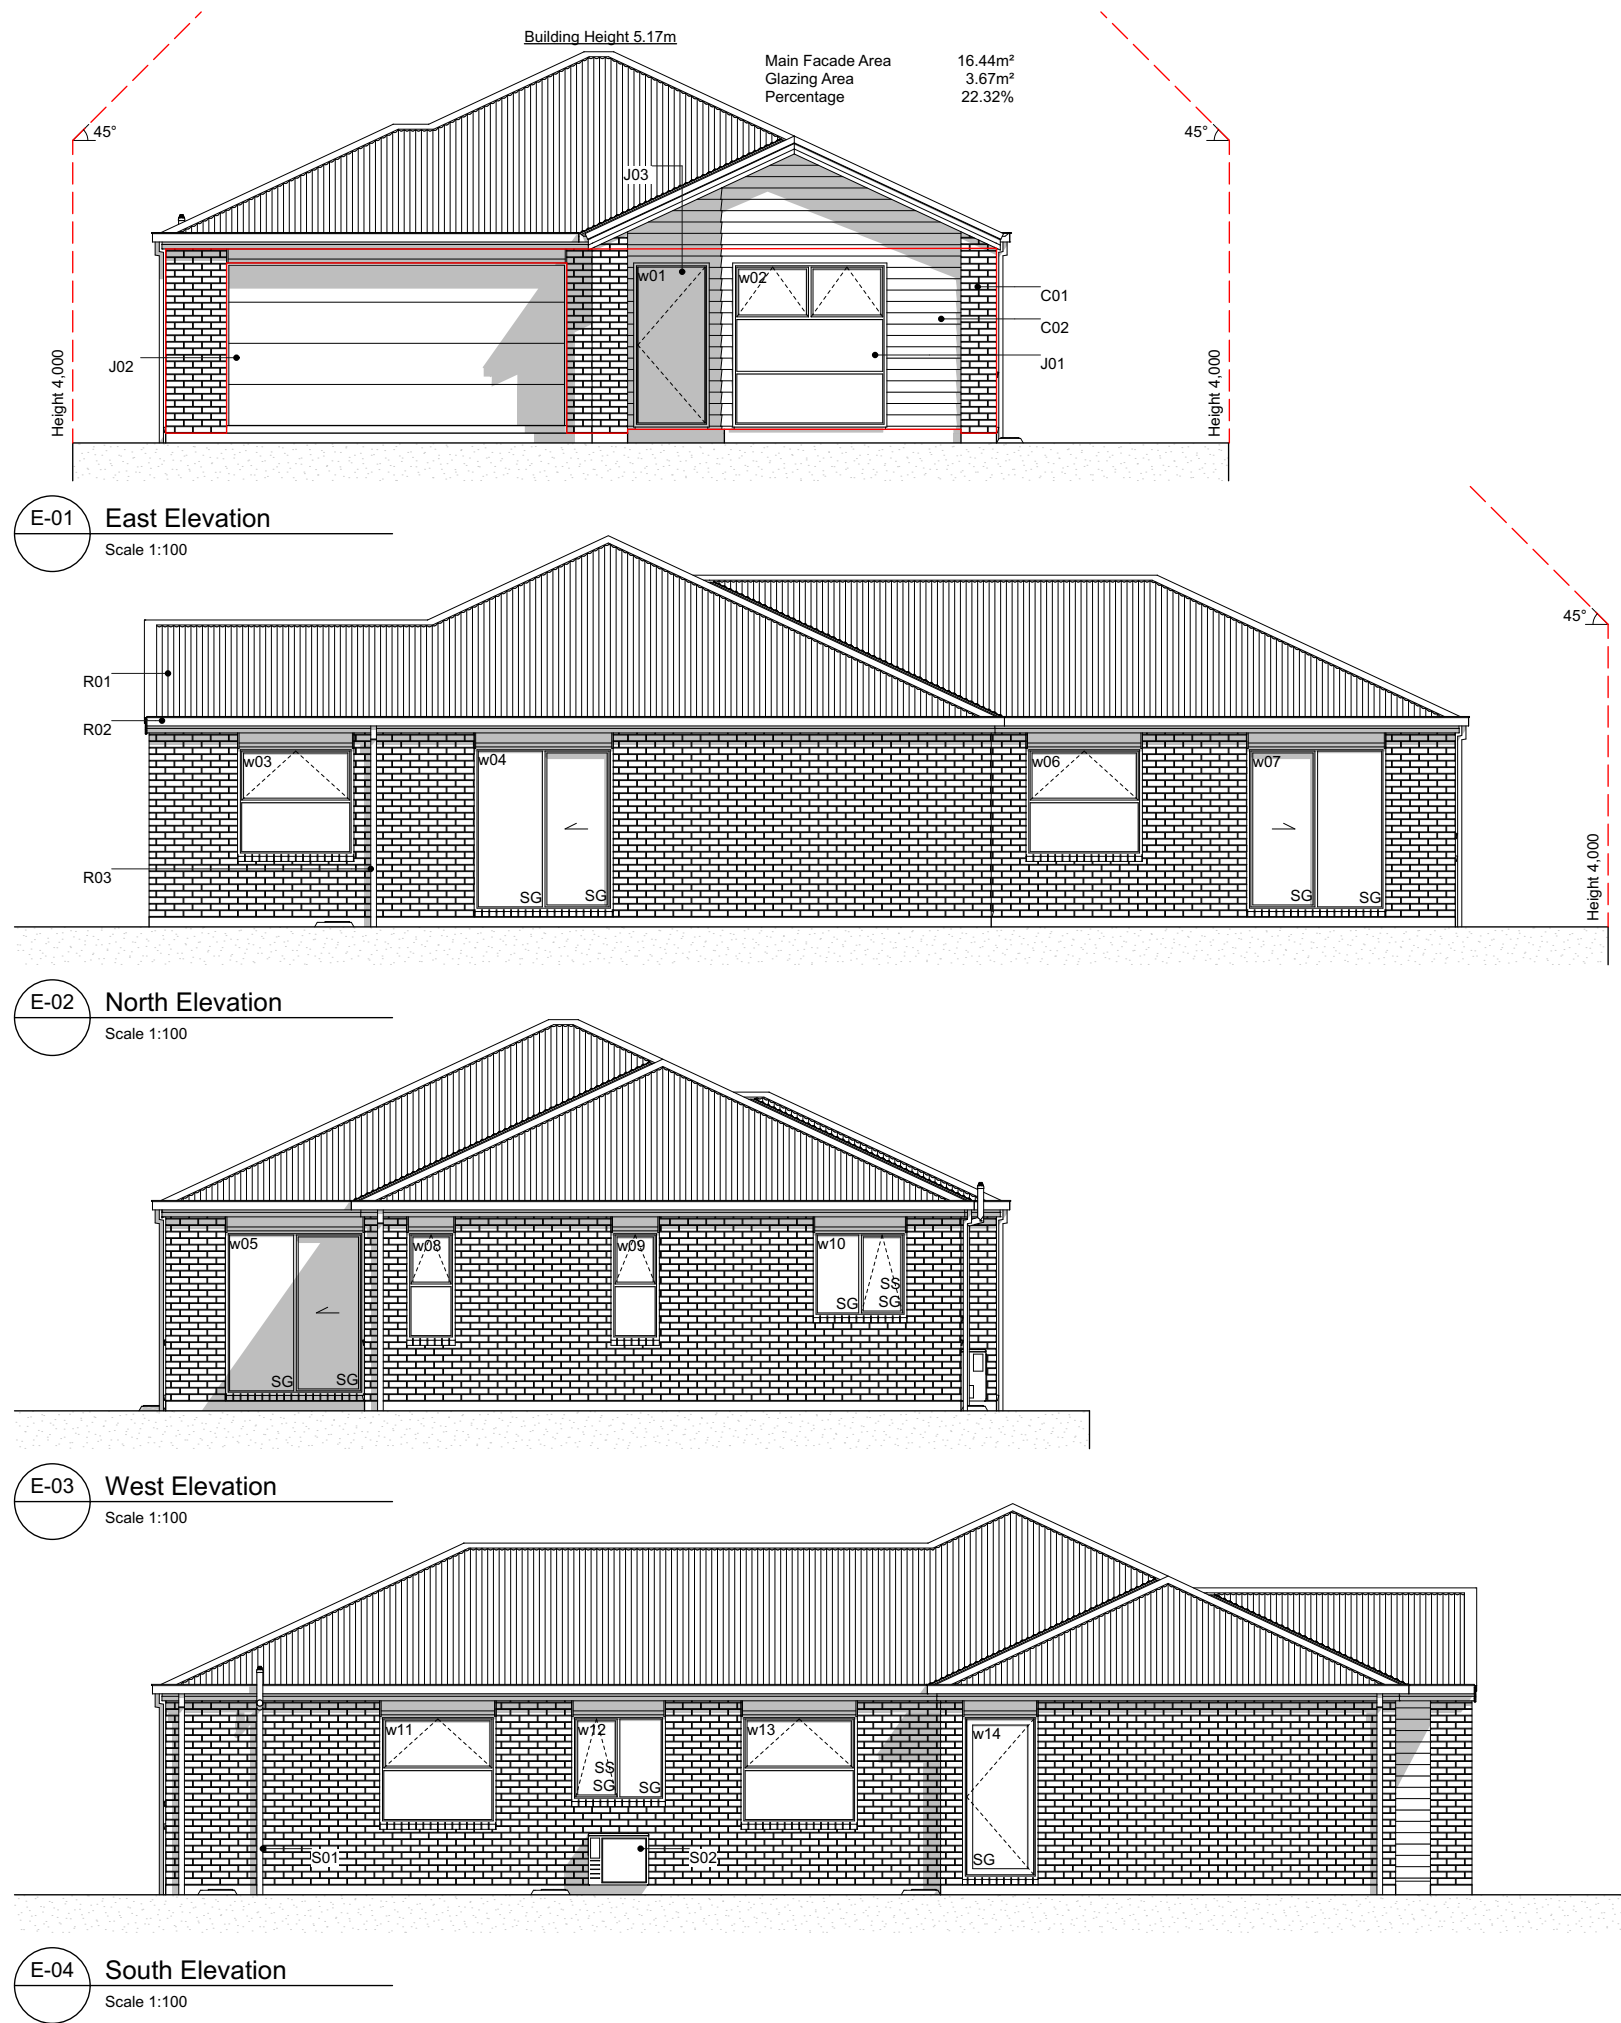 Building Height 5.17m
Main Facade Area 16.44m²
Glazing Area 3.67m²
Percentage 22.32%
45°
45°
J03
w01
w02
C01
C02
J01
J02
Height 4,000
Height 4,000
E-01 East Elevation
Scale 1:100
45°
R01
R02
w03
w04
w06
w07
R03
SG
SG
SG
SG
Height 4,000
E-02 North Elevation
Scale 1:100
w05
w08
w09
w10
SS
SG
SG
SG
SG
E-03 West Elevation
Scale 1:100
w11
w12
w13
w14
SS
SG
SG
S01
S02
SG
E-04 South Elevation
Scale 1:100